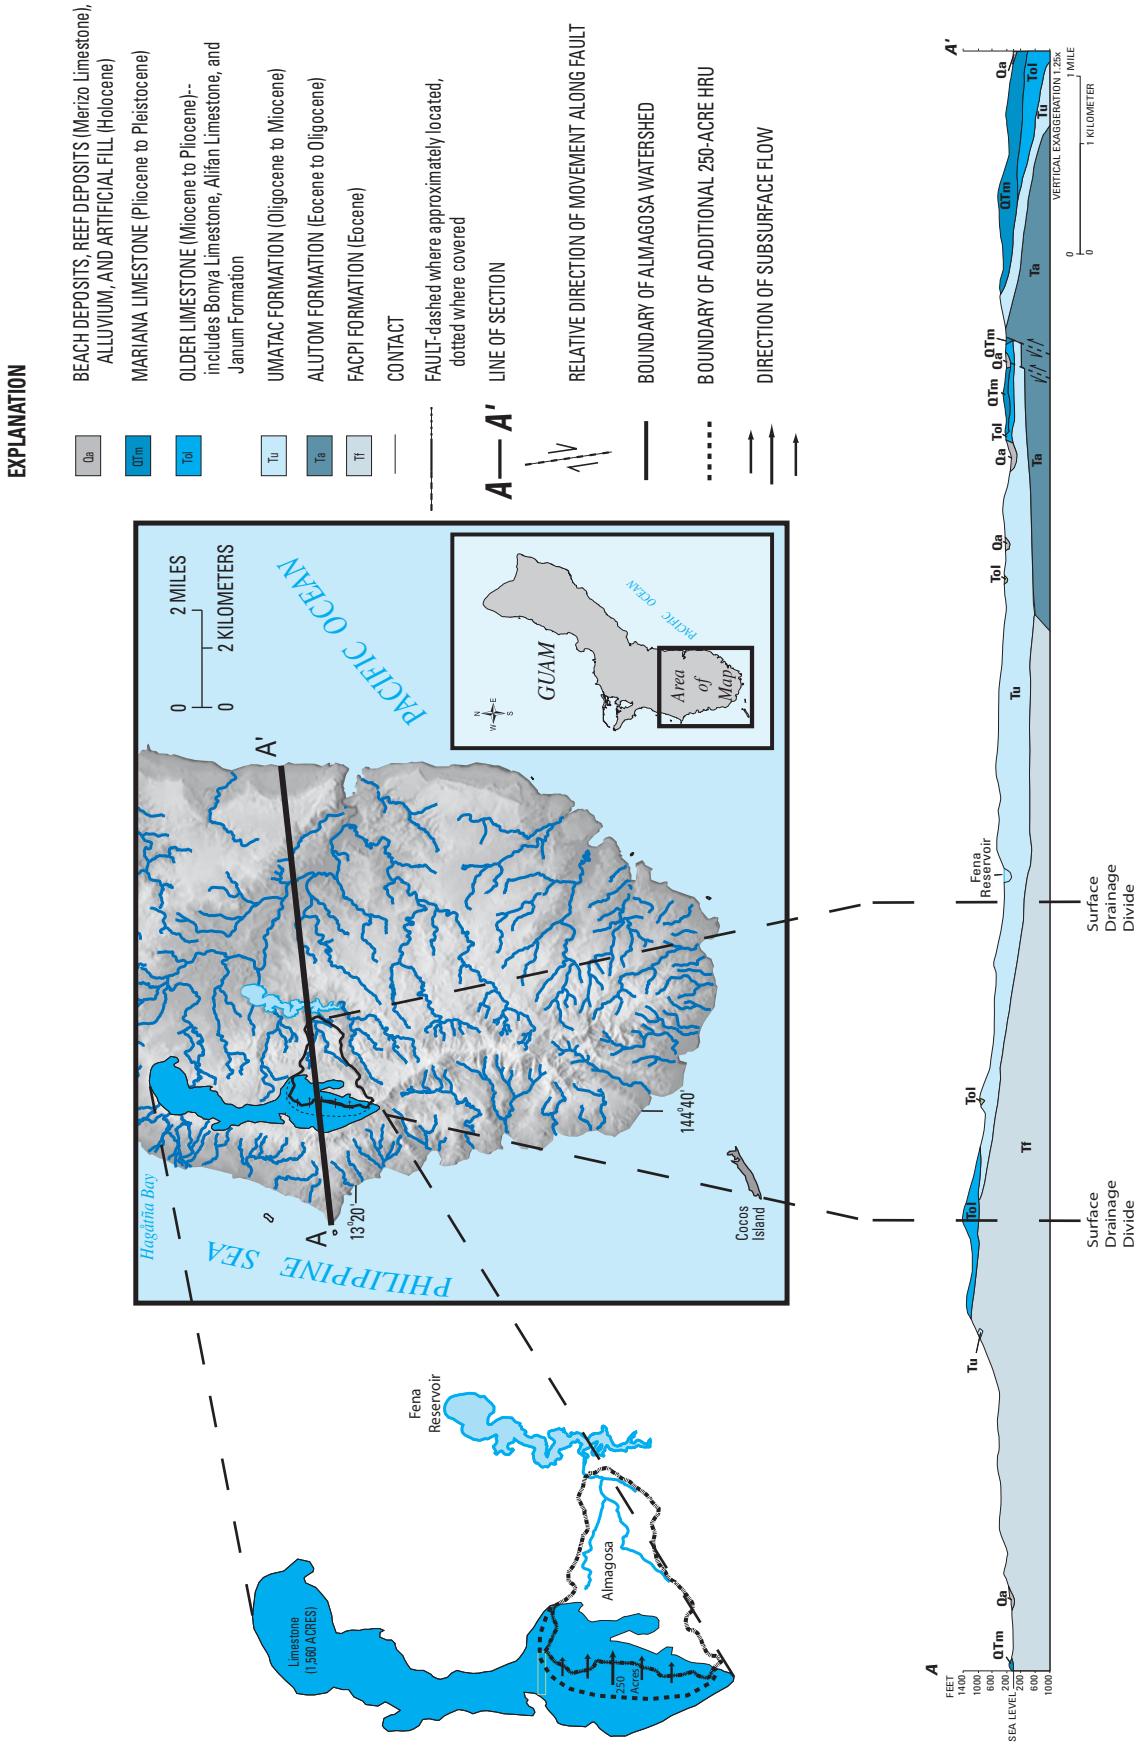 EXPLANATION
Qa
BEACH DEPOSITS, REEF DEPOSITS (Merizo Limestone),
ALLUVIUM, AND ARTIFICIAL FILL (Holocene)
QTm
MARIANA LIMESTONE (Pliocene to Pleistocene)
Tol
OLDER LIMESTONE (Miocene to Pliocene)--
includes Bonya Limestone, Alifan Limestone, and
Janum Formation
Tu
UMATAC FORMATION (Oligocene to Miocene)
Ta
ALUTOM FORMATION (Eocene to Oligocene)
Tf
FACPI FORMATION (Eocene)
CONTACT
FAULT-dashed where approximately located,
dotted where covered
A A'
LINE OF SECTION
RELATIVE DIRECTION OF MOVEMENT ALONG FAULT
BOUNDARY OF ALMAGOSA WATERSHED
BOUNDARY OF ADDITIONAL 250-ACRE HRU
DIRECTION OF SUBSURFACE FLOW
Hagåtña Bay
PHILIPPINE SEA
PACIFIC OCEAN
0 2 MILES
0 2 KILOMETERS
A
A'
13°20'
144°40'
Cocos
Island
GUAM
N
W E
S
PACIFIC OCEAN
Area
of
Map
Limestone
(1,560 ACRES)
Fena
Reservoir
Almagosa
250
Acres
A
A'
FEET
1400
1000
600
200
SEA LEVEL
200
600
1000
QTm
Qa
Tu
Tol
Tol
Tf
Fena
Reservoir
Tu
Tol
Qa
Qa
Tol
QTm
Qa
QTm
Ta
Ta
QTm
Qa
Tol
Tu
VERTICAL EXAGGERATION 1.25x
0 1 MILE
0 1 KILOMETER
Surface
Drainage
Divide
Surface
Drainage
Divide